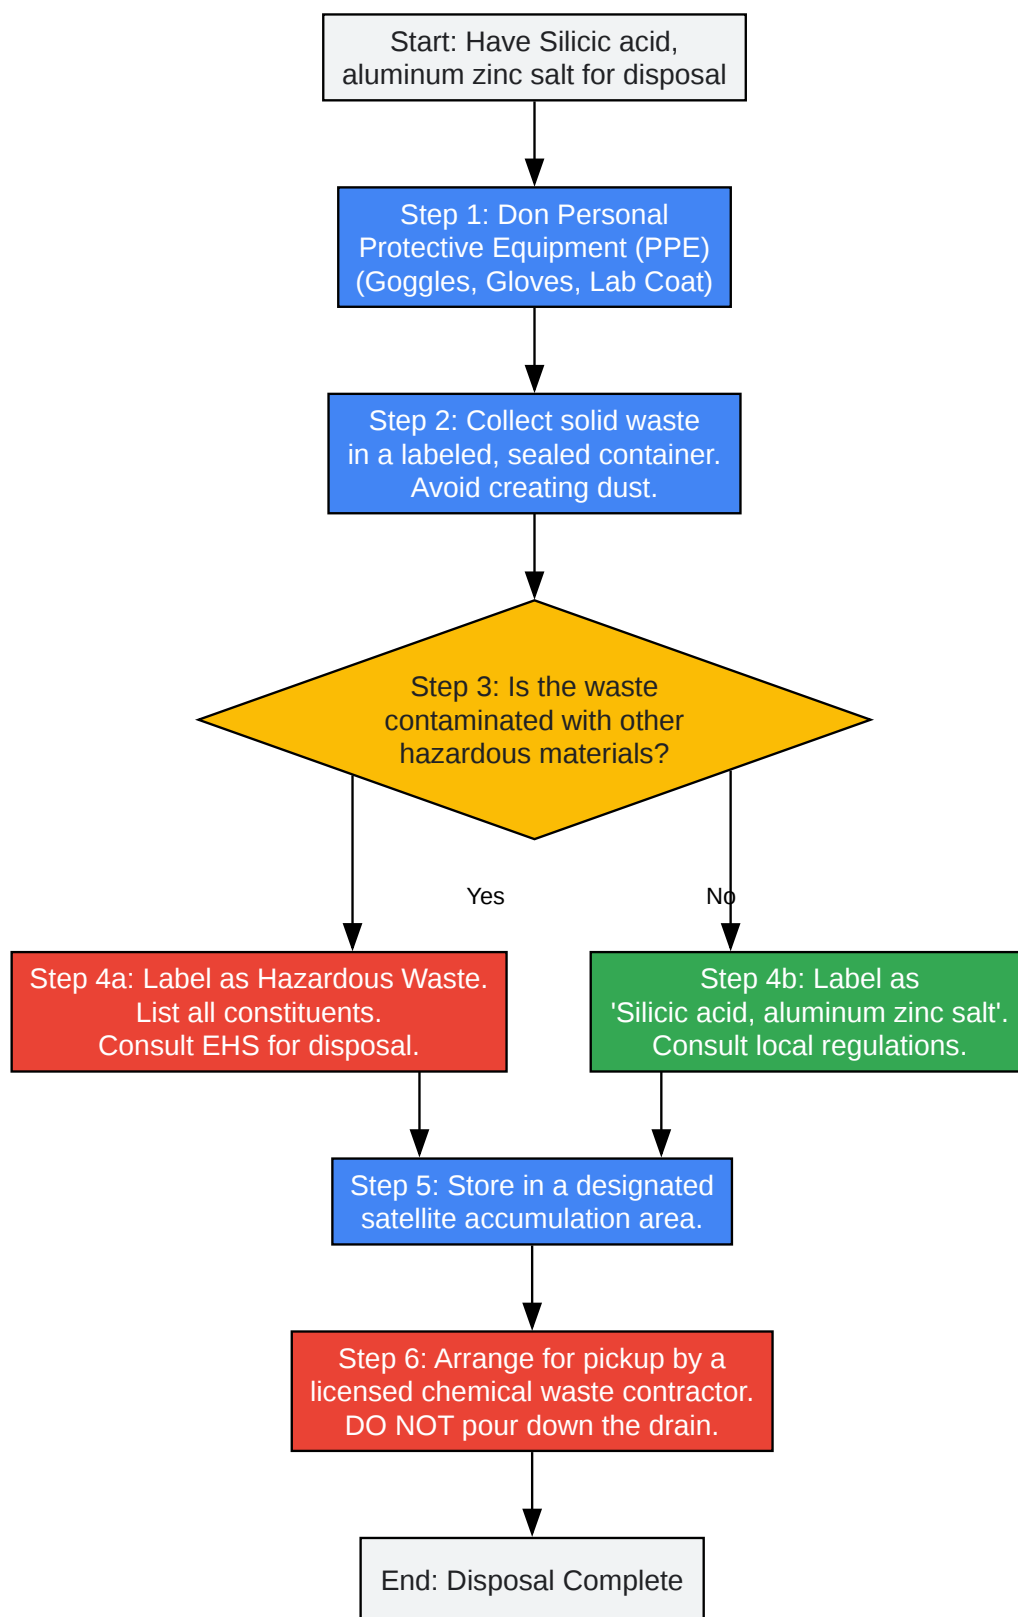 Start: Have Silicic acid,
aluminum zinc salt for disposal
Step 1: Don Personal
Protective Equipment (PPE)
(Goggles, Gloves, Lab Coat)
Step 2: Collect solid waste
in a labeled, sealed container.
Avoid creating dust.
Step 3: Is the waste
contaminated with other
hazardous materials?
Yes
No
Step 4a: Label as Hazardous Waste.
List all constituents.
Consult EHS for disposal.
Step 4b: Label as
'Silicic acid, aluminum zinc salt'.
Consult local regulations.
Step 5: Store in a designated
satellite accumulation area.
Step 6: Arrange for pickup by a
licensed chemical waste contractor.
DO NOT pour down the drain.
End: Disposal Complete